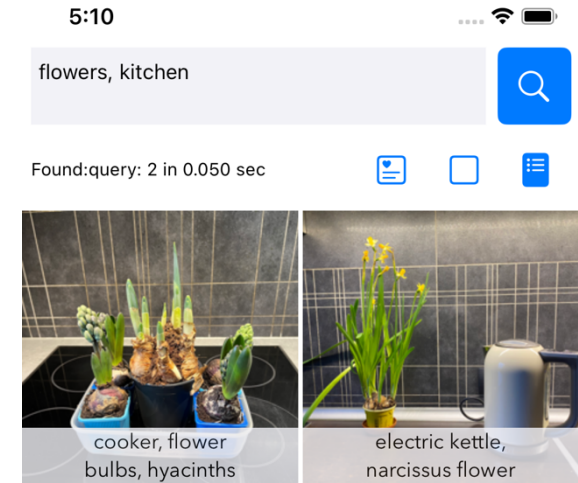 5:10
flowers, kitchen
Found:query: 2 in 0.050 sec
cooker, flower
bulbs, hyacinths
electric kettle,
narcissus flower